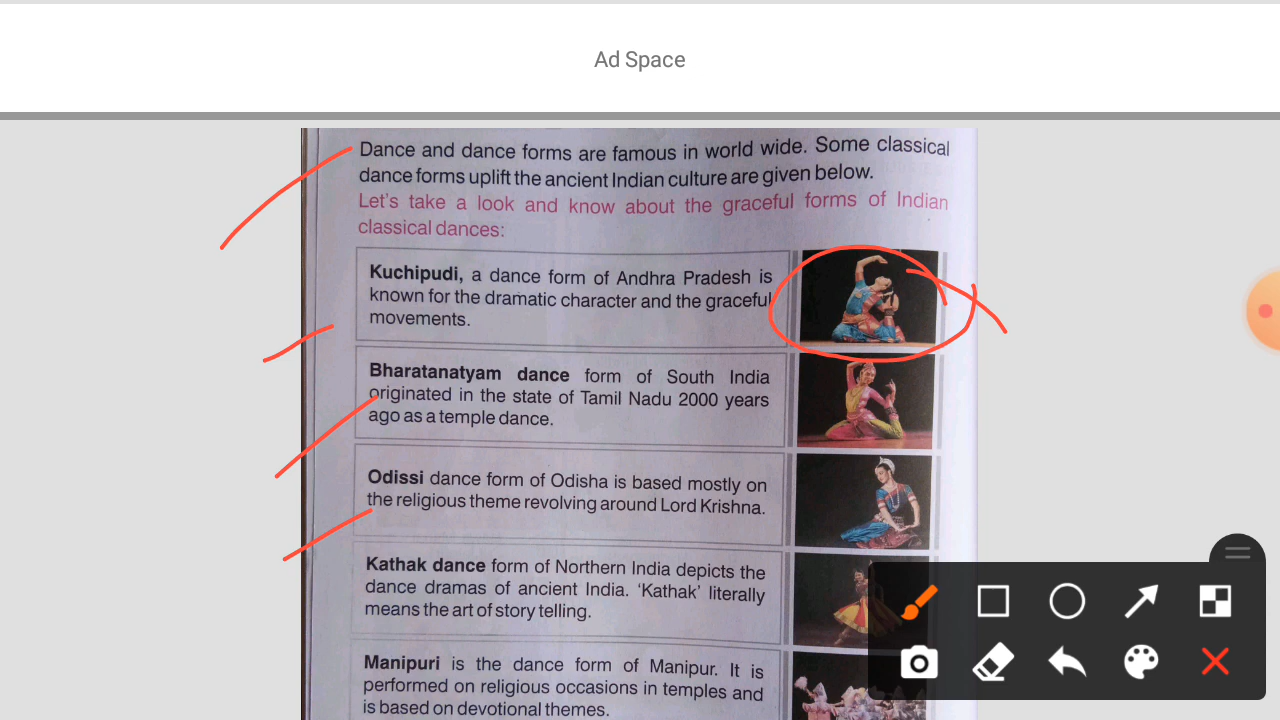 Ad Space
Dance and dance forms are famous in world wide. Some classical
dance forms uplift the ancient Indian culture are given below.
Let's take a look and know about the graceful forms of Indian
classical dances:
Kuchipudi, a dance form of Andhra Pradesh is
known for the dramatic character and the graceful
movements.
Bharatanatyam dance form of South India
originated in the state of Tamil Nadu 2000 years
ago as a temple dance.
Odissi dance form of Odisha is based mostly on
the religious theme revolving around Lord Krishna.
Kathak dance form of Northern India depicts the
dance dramas of ancient India. 'Kathak' literally
means the art of story telling.
Manipuri is the dance form of Manipur. It is
performed on religious occasions in temples and
is based on devotional themes.